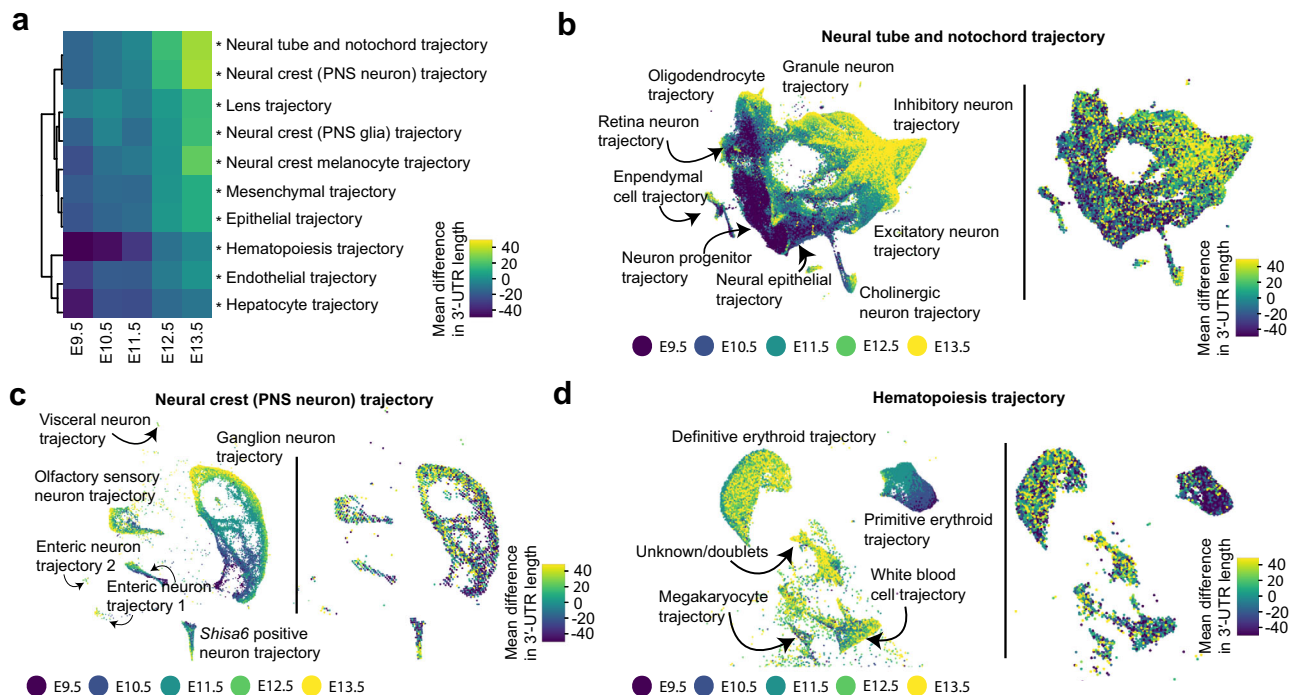 a
* Neural tube and notochord trajectory
* Neural crest (PNS neuron) trajectory
* Lens trajectory
* Neural crest (PNS glia) trajectory
* Neural crest melanocyte trajectory
* Mesenchymal trajectory
* Epithelial trajectory
* Hematopoiesis trajectory
* Endothelial trajectory
* Hepatocyte trajectory
E9.5
E10.5
E11.5
E12.5
E13.5
Mean difference
in 3'-UTR length
40
20
0
-20
-40
b
Neural tube and notochord trajectory
Oligodendrocyte
trajectory
Granule neuron
trajectory
Inhibitory neuron
trajectory
Retina neuron
trajectory
Enpendymal
cell trajectory
Neuron progenitor
trajectory
Neural epithelial
trajectory
Excitatory neuron
trajectory
Cholinergic
neuron trajectory
E9.5
E10.5
E11.5
E12.5
E13.5
Mean difference
in 3'-UTR length
40
20
0
-20
-40
c
Neural crest (PNS neuron) trajectory
Visceral neuron
trajectory
Ganglion neuron
trajectory
Olfactory sensory
neuron trajectory
Enteric neuron
trajectory 2
Enteric neuron
trajectory 1
Shisa6 positive
neuron trajectory
E9.5
E10.5
E11.5
E12.5
E13.5
Mean difference
in 3'-UTR length
40
20
0
-20
-40
d
Hematopoiesis trajectory
Definitive erythroid trajectory
Primitive erythroid
trajectory
Unknown/doublets
White blood
cell trajectory
Megakaryocyte
trajectory
E9.5
E10.5
E11.5
E12.5
E13.5
Mean difference
in 3'-UTR length
40
20
0
-20
-40